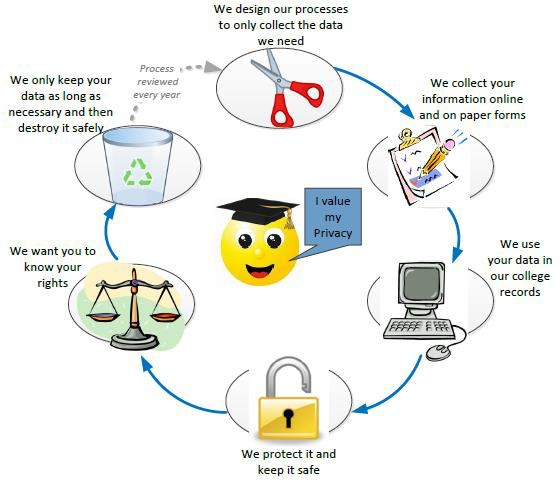 We design our processes
to only collect the data
we need
We collect your
information online
and on paper forms
We use
your data in
our college
records
We protect it and
keep it safe
We want you to
know your
rights
We only keep your
data as long as
necessary and then
destroy it safely
Process
reviewed
every year
I value
my
Privacy